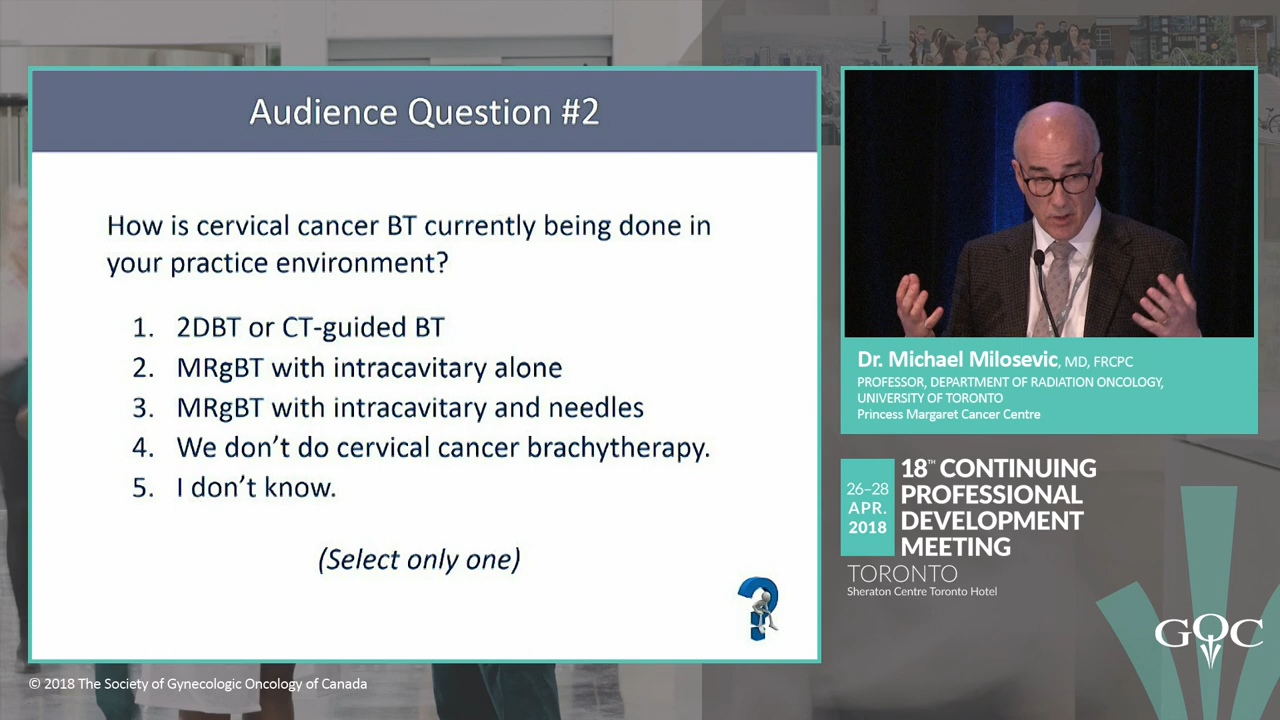 Audience Question #2
How is cervical cancer BT currently being done in
your practice environment?
1. 2DBT or CT-guided BT
2. MRgBT with intracavitary alone
3. MRgBT with intracavitary and needles
4. We don't do cervical cancer brachytherapy.
5. I don't know.
(Select only one)
Dr. Michael Milosevic, MD, FRCPC
PROFESSOR, DEPARTMENT OF RADIATION ONCOLOGY,
UNIVERSITY OF TORONTO
Princess Margaret Cancer Centre
26–28
APR.
2018
18TH CONTINUING
PROFESSIONAL
DEVELOPMENT
MEETING
TORONTO
Sheraton Centre Toronto Hotel
GOC
© 2018 The Society of Gynecologic Oncology of Canada